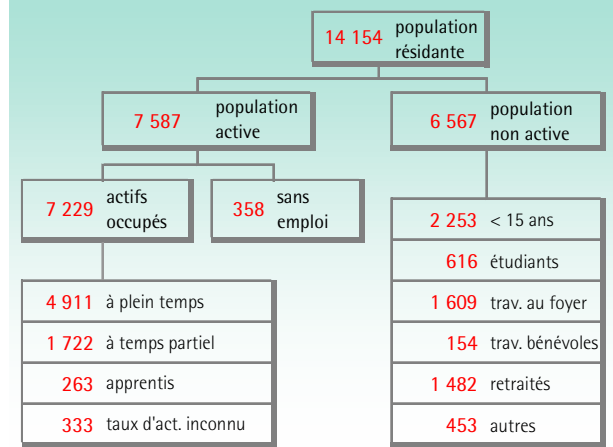 14 154 population
résidante
7 587 population
active
6 567 population
non active
7 229 actifs
occupés
358 sans
emploi
4 911 à plein temps
1 722 à temps partiel
263 apprentis
333 taux d'act. inconnu
2 253 < 15 ans
616 étudiants
1 609 trav. au foyer
154 trav. bénévoles
1 482 retraités
453 autres